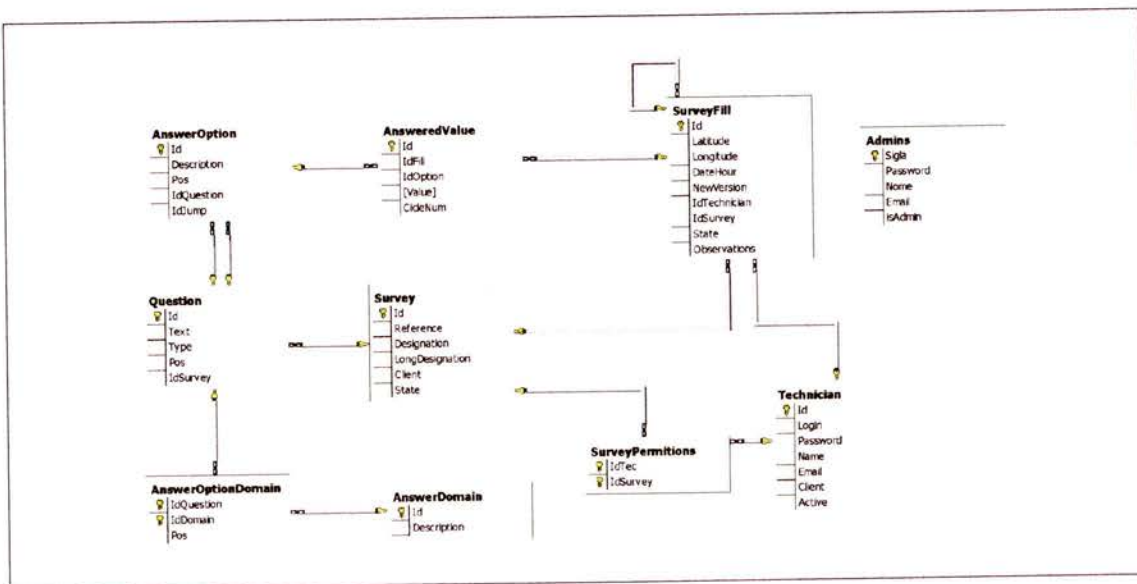 AnswerOption
Id
Description
Pos
IdQuestion
IdJump
AnsweredValue
Id
IdFill
IdOption
[Value]
CideNum
SurveyFill
Id
Latitude
Longitude
DateHour
NewVersion
IdTechnician
IdSurvey
State
Observations
Admins
Sigla
Password
Nome
Email
isAdmin
Question
Id
Text
Type
Pos
IdSurvey
Survey
Id
Reference
Designation
LongDesignation
Client
State
Technician
Id
Login
Password
Name
Email
Client
Active
SurveyPermitions
IdTec
IdSurvey
AnswerOptionDomain
IdQuestion
IdDomain
Pos
AnswerDomain
Id
Description